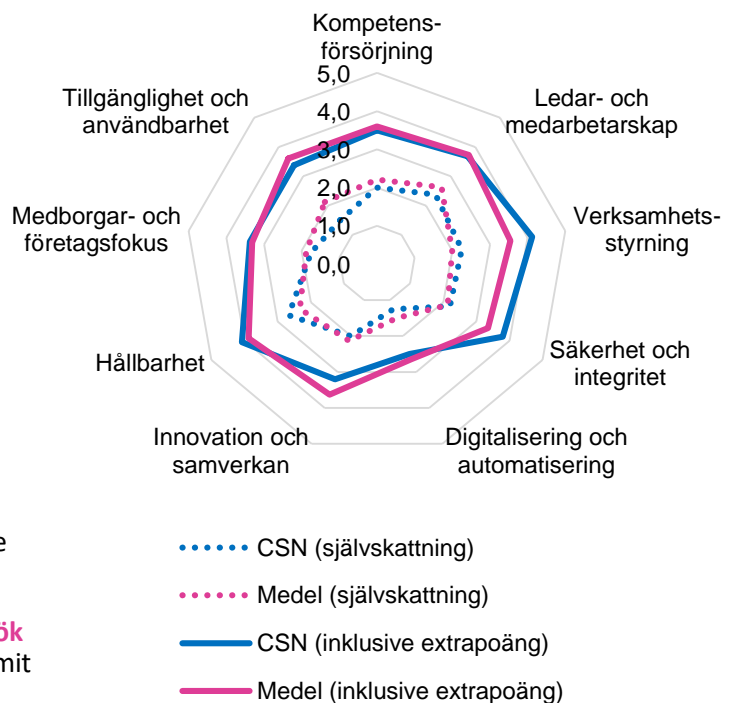 Kompetens-
försörjning
5,0
4,0
3,0
2,0
1,0
0,0
Ledar- och
medarbetarskap
Verksamhets-
styrning
Säkerhet och
integritet
Digitalisering och
automatisering
Innovation och
samverkan
Hållbarhet
Medborgar- och
företagsfokus
Tillgänglighet och
användbarhet
e
ök
mit
CSN (självskattning)
Medel (självskattning)
CSN (inklusive extrapoäng)
Medel (inklusive extrapoäng)